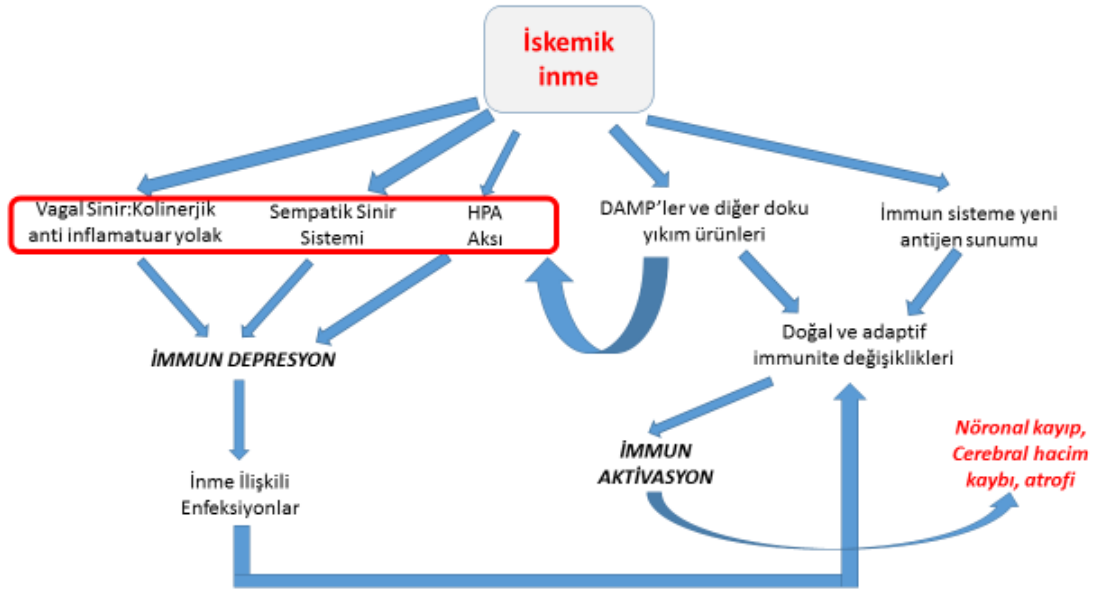 İskemik
inme
Vagal Sinir:Kolinerjik
anti inflamatuar yolak
Sempatik Sinir
Sistemi
HPA
Aksı
DAMP'ler ve diğer doku
yıkım ürünleri
İmmun sisteme yeni
antijen sunumu
İMMUN DEPRESYON
Doğal ve adaptif
immunite değişiklikleri
İnme İlişkili
Enfeksiyonlar
İMMUN
AKTİVASYON
Nöronal kayıp,
Cerebral hacim
kaybı, atrofi